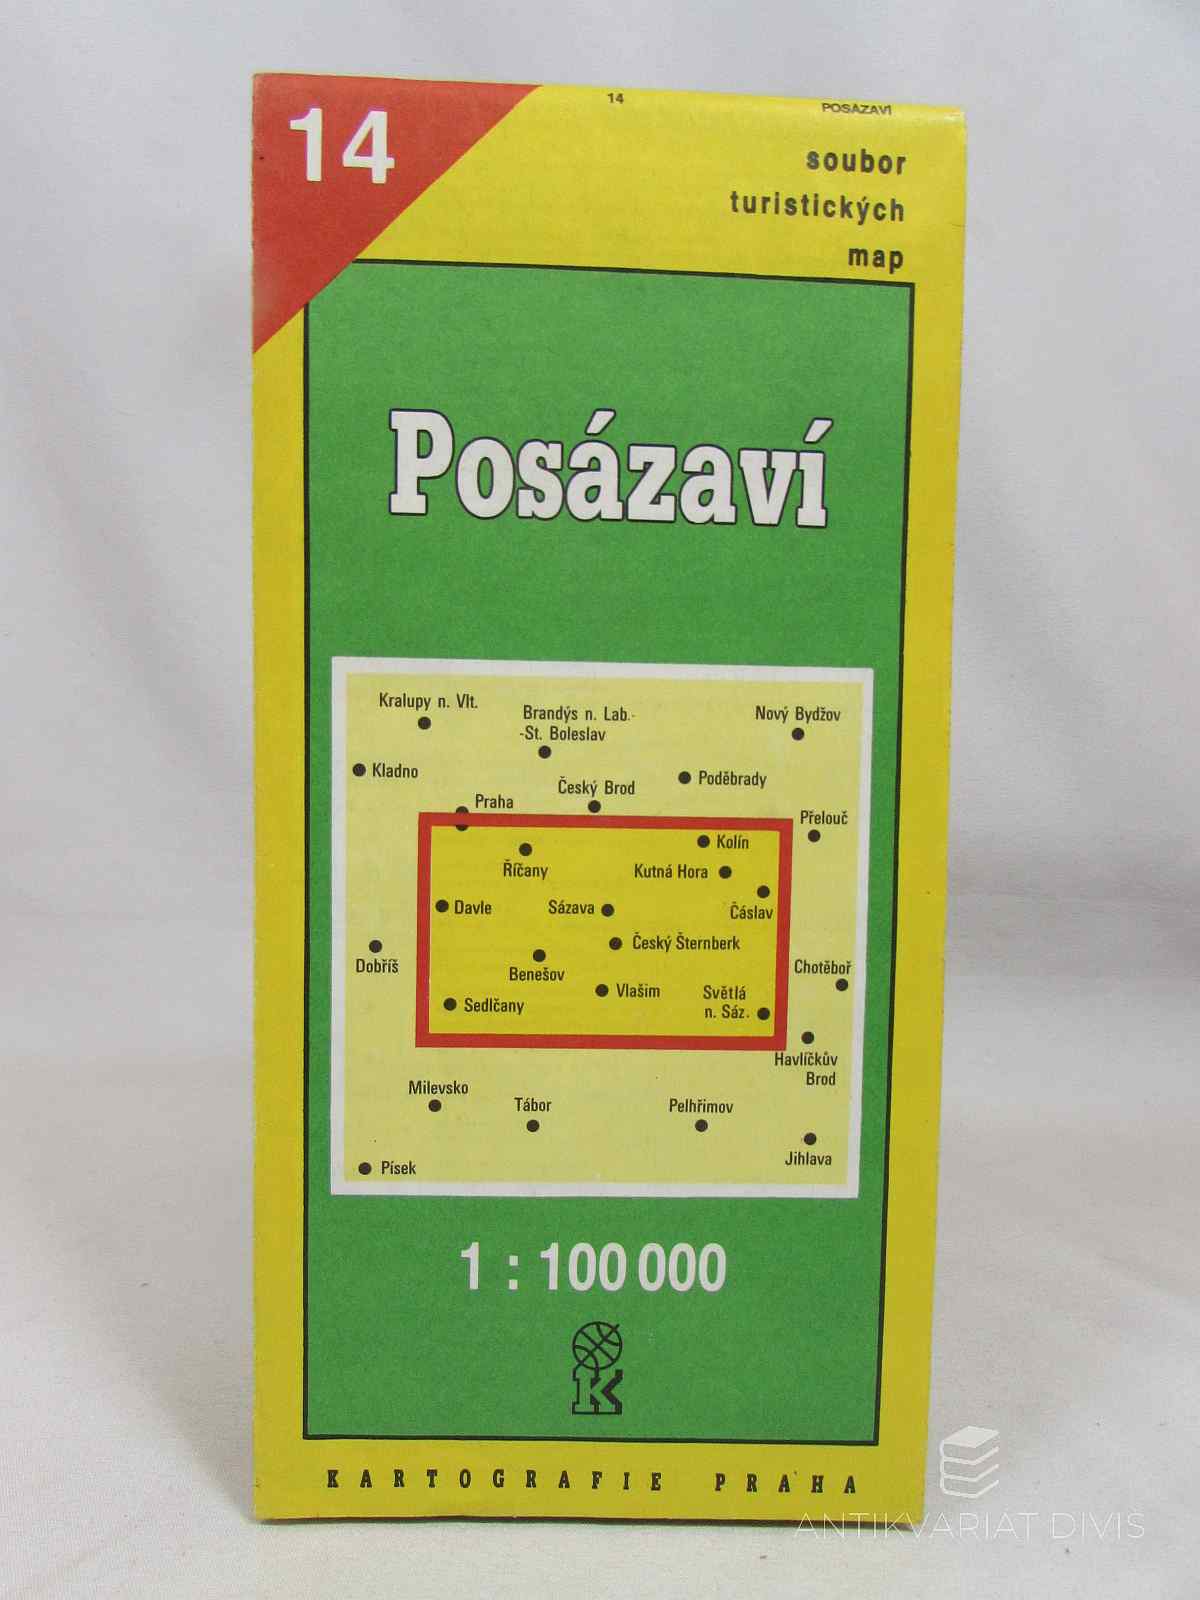 14
14
POSÁZAVÍ
soubor
turistických
map
Posázaví
Kralupy n. Vlt.
Brandýs n. Lab.-
-St. Boleslav
Nový Bydžov
Kladno
Poděbrady
Český Brod
Praha
Přelouč
Kolín
Říčany
Kutná Hora
Davle
Sázava
Čáslav
Český Šternberk
Dobříš
Benešov
Chotěboř
Vlašim
Světlá
n. Sáz.
Sedlčany
Havlíčkův
Brod
Milevsko
Tábor
Pelhřimov
Jihlava
Písek
1 : 100 000
K
KARTOGRAFIE PRAHA
ANTIKVARIÁT DIVIŠ